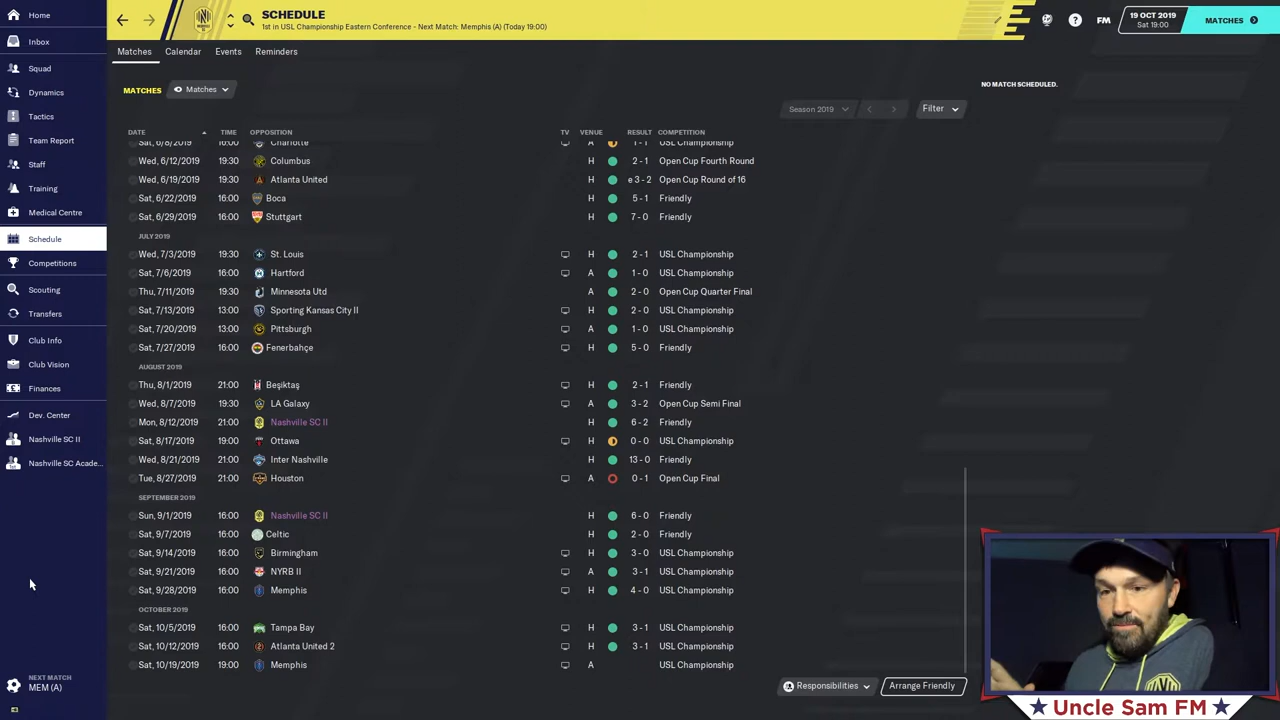 Home
Inbox
Squad
Dynamics
Tactics
Team Report
Staff
Training
Medical Centre
Schedule
Competitions
Scouting
Transfers
Club Info
Club Vision
Finances
Dev. Center
Nashville SC II
Nashville SC Acade...
NEXT MATCH
MEM (A)
SCHEDULE
1st in USL Championship Eastern Conference - Next Match: Memphis (A) (Today 19:00)
FM
19 OCT 2019
Sat 19:00
MATCHES
Matches Calendar Events Reminders
MATCHES Matches
Season 2019 Filter
NO MATCH SCHEDULED.
DATE TIME OPPOSITION TV VENUE RESULT COMPETITION
Sat, 6/8/2019 16:00 Charlotte A 1 - 1 USL Championship
Wed, 6/12/2019 19:30 Columbus H 2 - 1 Open Cup Fourth Round
Wed, 6/19/2019 19:30 Atlanta United H e 3 - 2 Open Cup Round of 16
Sat, 6/22/2019 16:00 Boca H 5 - 1 Friendly
Sat, 6/29/2019 16:00 Stuttgart H 7 - 0 Friendly
JULY 2019
Wed, 7/3/2019 19:30 St. Louis H 2 - 1 USL Championship
Sat, 7/6/2019 16:00 Hartford A 1 - 0 USL Championship
Thu, 7/11/2019 19:30 Minnesota Utd A 2 - 0 Open Cup Quarter Final
Sat, 7/13/2019 13:00 Sporting Kansas City II H 2 - 0 USL Championship
Sat, 7/20/2019 13:00 Pittsburgh A 1 - 0 USL Championship
Sat, 7/27/2019 16:00 Fenerbahçe H 5 - 0 Friendly
AUGUST 2019
Thu, 8/1/2019 21:00 Beşiktaş H 2 - 1 Friendly
Wed, 8/7/2019 19:30 LA Galaxy A 3 - 2 Open Cup Semi Final
Mon, 8/12/2019 21:00 Nashville SC II H 6 - 2 Friendly
Sat, 8/17/2019 19:00 Ottawa H 0 - 0 USL Championship
Wed, 8/21/2019 21:00 Inter Nashville H 13 - 0 Friendly
Tue, 8/27/2019 21:00 Houston A 0 - 1 Open Cup Final
SEPTEMBER 2019
Sun, 9/1/2019 16:00 Nashville SC II H 6 - 0 Friendly
Sat, 9/7/2019 16:00 Celtic H 2 - 0 Friendly
Sat, 9/14/2019 16:00 Birmingham H 3 - 0 USL Championship
Sat, 9/21/2019 16:00 NYRB II A 3 - 1 USL Championship
Sat, 9/28/2019 16:00 Memphis H 4 - 0 USL Championship
OCTOBER 2019
Sat, 10/5/2019 16:00 Tampa Bay H 3 - 1 USL Championship
Sat, 10/12/2019 16:00 Atlanta United 2 H 3 - 1 USL Championship
Sat, 10/19/2019 19:00 Memphis A USL Championship
Responsibilities Arrange Friendly
Uncle Sam FM